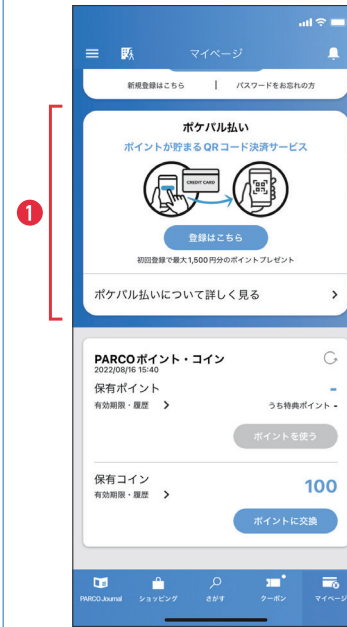 マイページ
新規登録はこちら | パスワードをお忘れの方
1
ポケパル払い
ポイントが貯まるQRコード決済サービス
CREDIT CARD
登録はこちら
初回登録で最大1,500円分のポイントプレゼント
ポケパル払いについて詳しく見る
PARCOポイント・コイン
2022/08/16 15:40
保有ポイント -
有効期限・履歴 うち特典ポイント -
ポイントを使う
保有コイン 100
有効期限・履歴
ポイントに交換
PARCO Journal ショッピング さがす クーポン マイページ